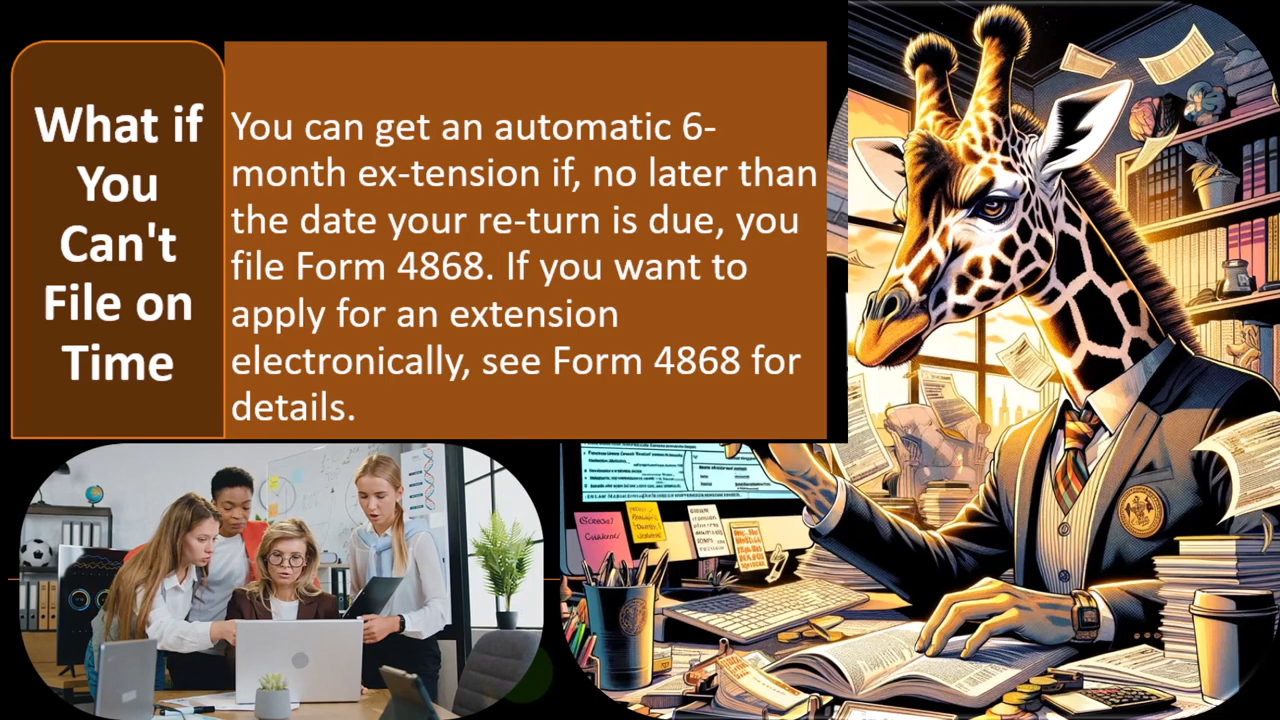 What if
You
Can't
File on
Time
You can get an automatic 6-
month ex-tension if, no later than
the date your re-turn is due, you
file Form 4868. If you want to
apply for an extension
electronically, see Form 4868 for
details.